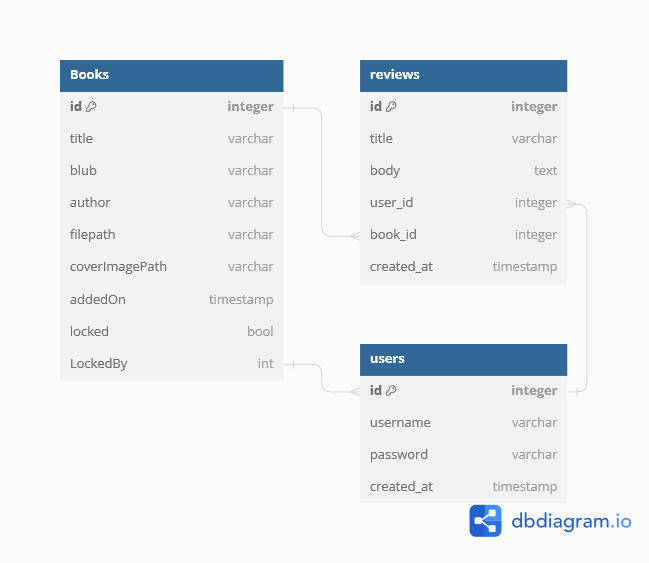 Books
id integer
title varchar
blub varchar
author varchar
filepath varchar
coverImagePath varchar
addedOn timestamp
locked bool
LockedBy int
reviews
id integer
title varchar
body text
user_id integer
book_id integer
created_at timestamp
users
id integer
username varchar
password varchar
created_at timestamp
dbdiagram.io